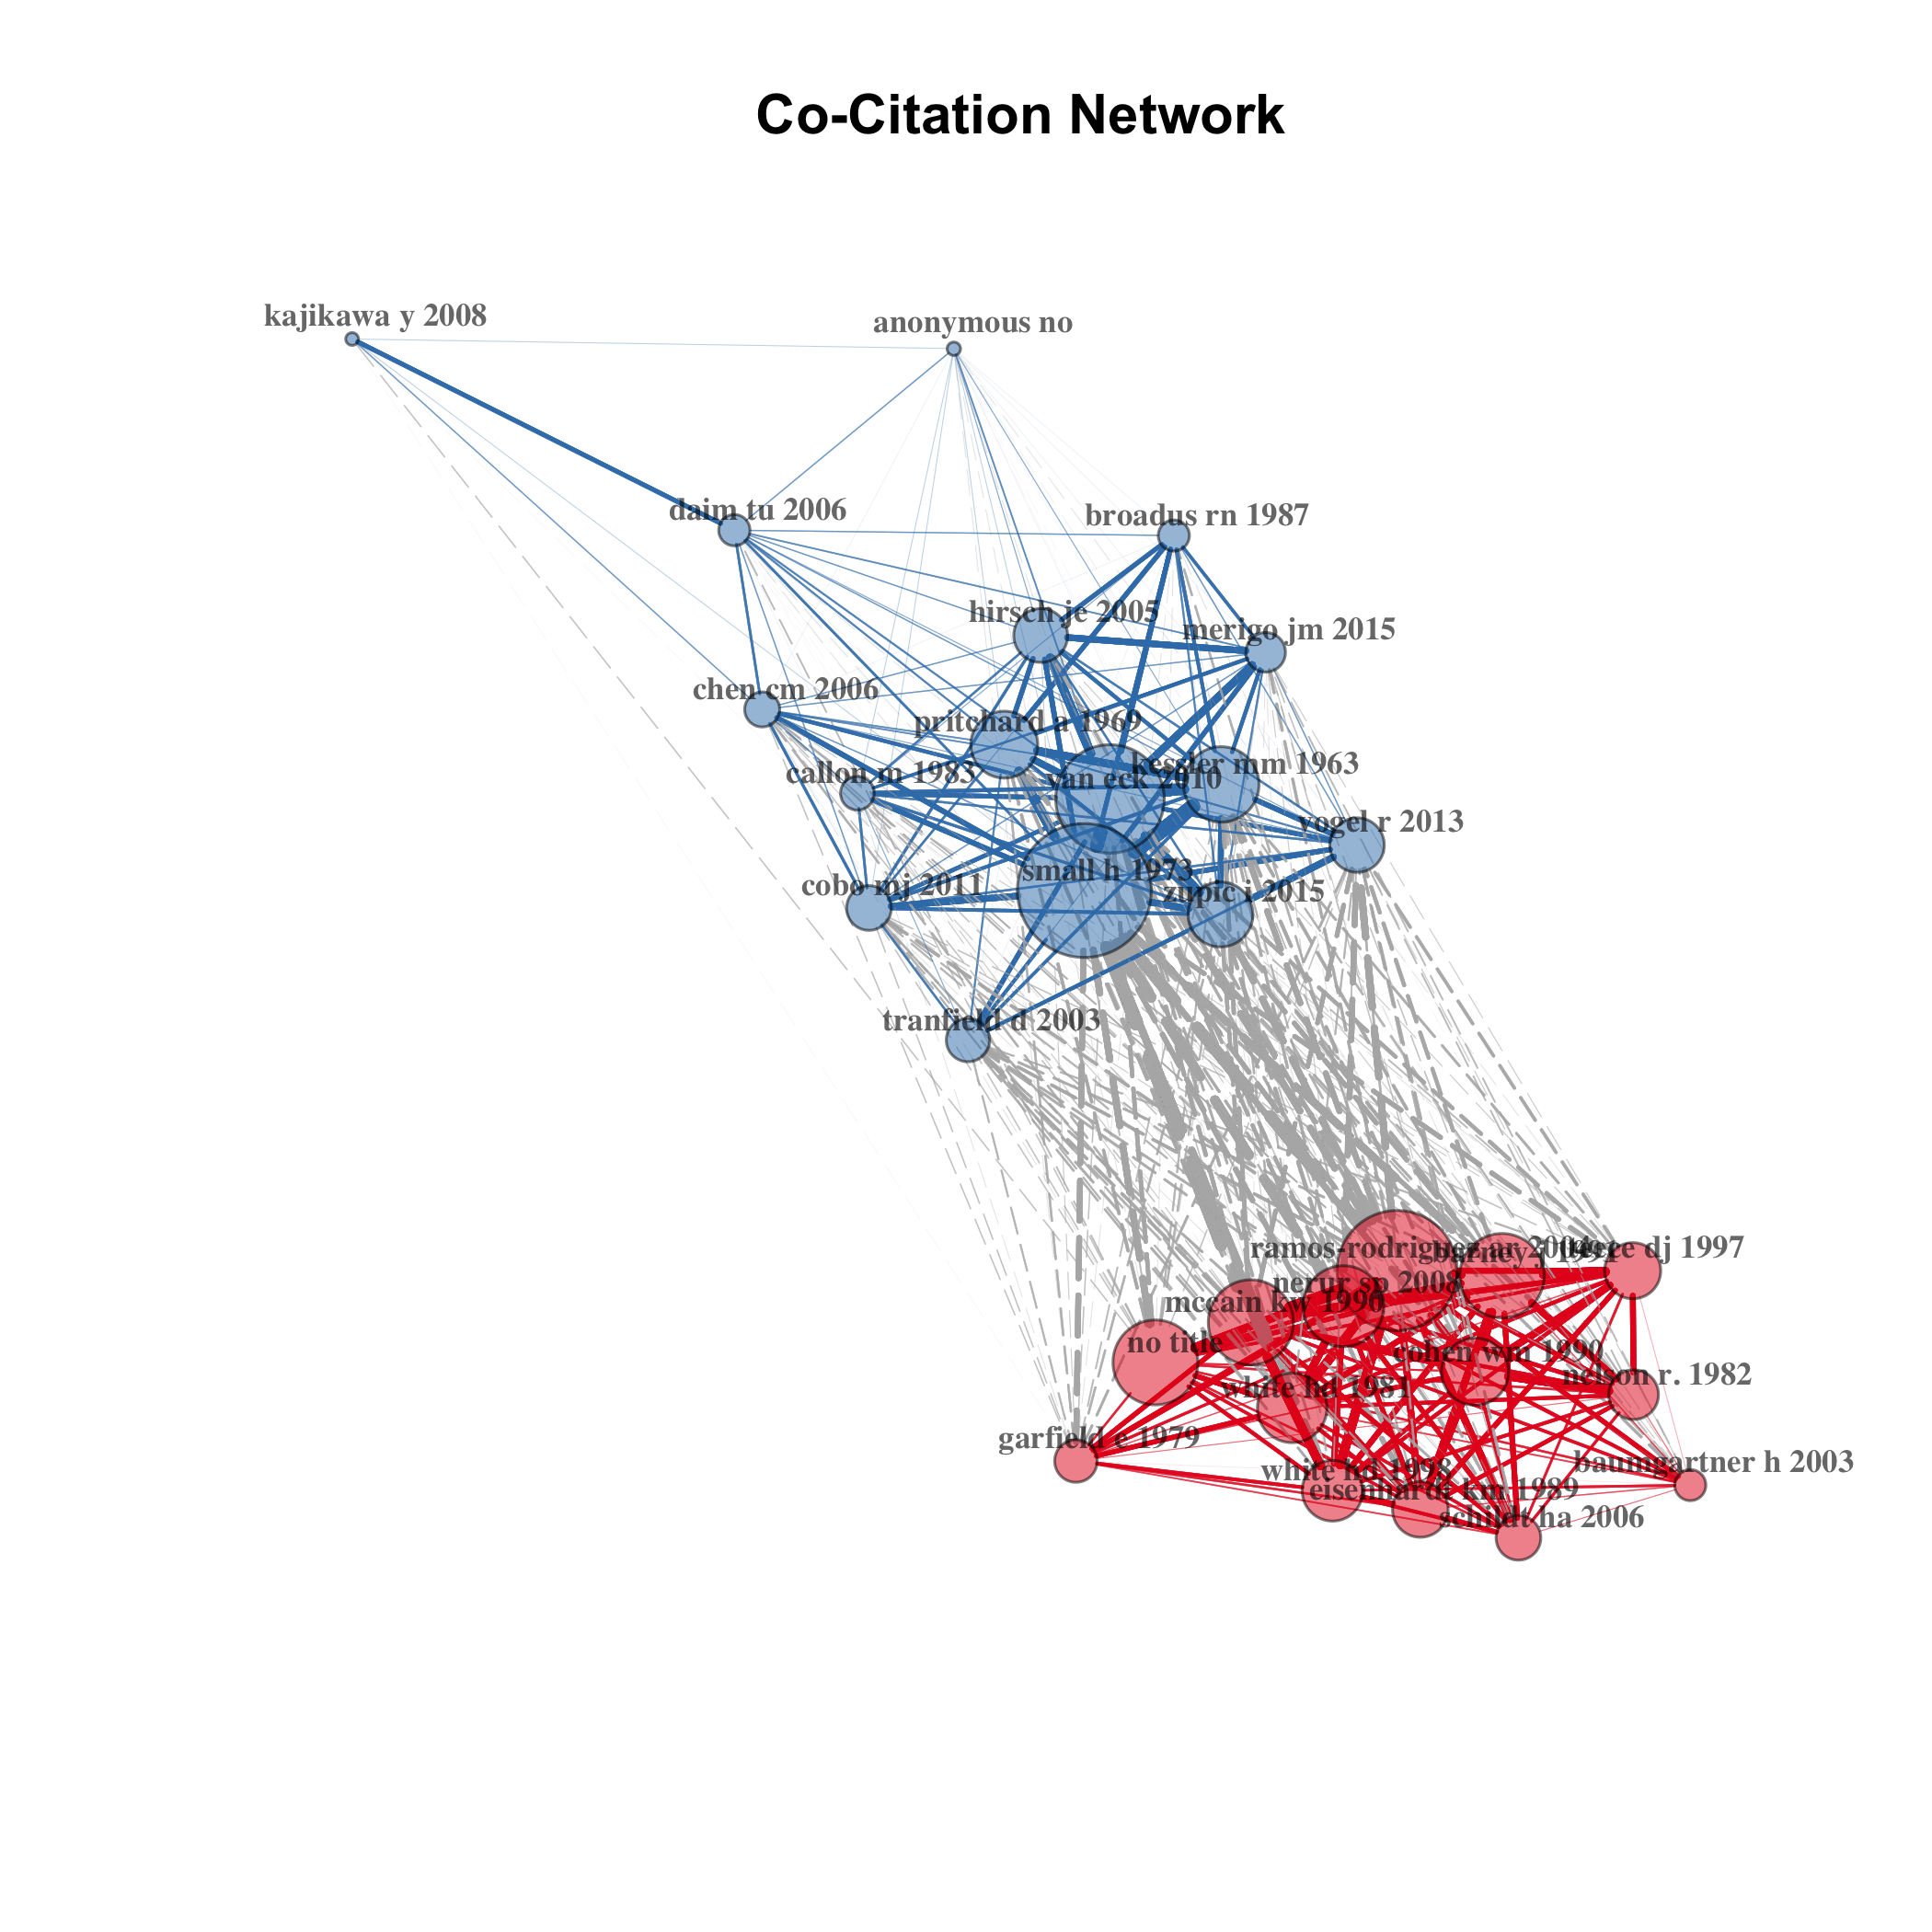 Co-Citation Network
kajikawa y 2008
anonymous no
daim tu 2006
broadus rn 1987
hirsch je 2005
merigo jm 2015
chen cm 2006
pritchard a 1969
kessler mm 1963
callon m 1983
van eck 2010
vogel r 2013
small h 1973
cobo mj 2011
zupic i 2015
tranfield d 2003
ramos-rodriguez ar 2004
barney j 1991
teece dj 1997
nerur sp 2008
mccain kw 1990
no title
cohen wm 1990
nelson r. 1982
white hd 1981
garfield e 1979
baumgartner h 2003
white hd 1998
eisenhardt km 1989
schildt ha 2006